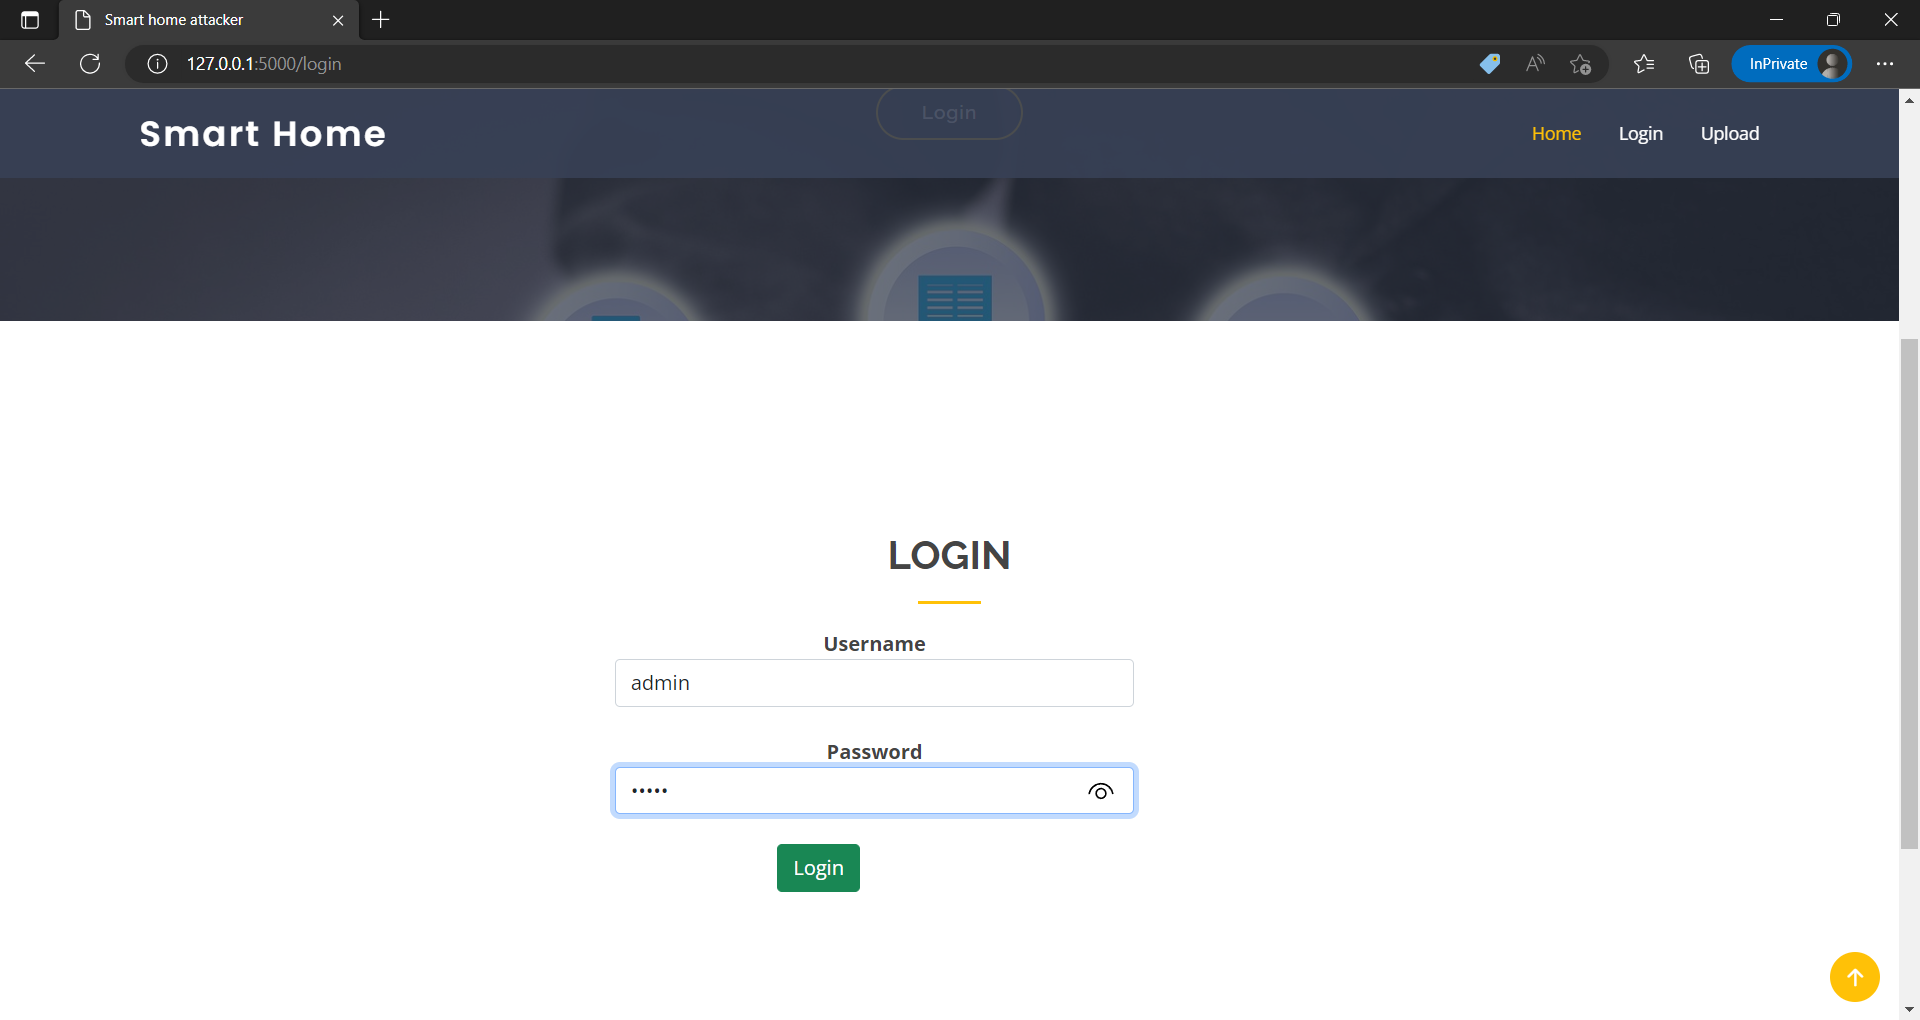 Smart home attacker
127.0.0.1:5000/login
InPrivate
Smart Home
Login
Home
Login
Upload
LOGIN
Username
admin
Password
•••••
Login